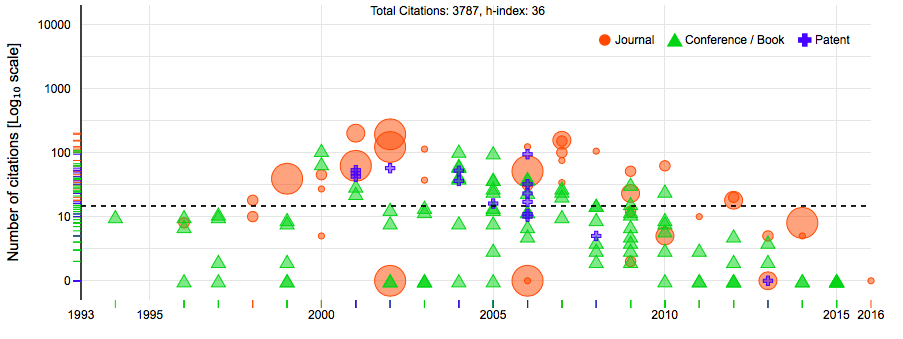 Total Citations: 3787, h-index: 36
Journal
Conference / Book
Patent
Number of citations [Log₁₀ scale]
10000
1000
100
10
0
1993
1995
2000
2005
2010
2015
2016